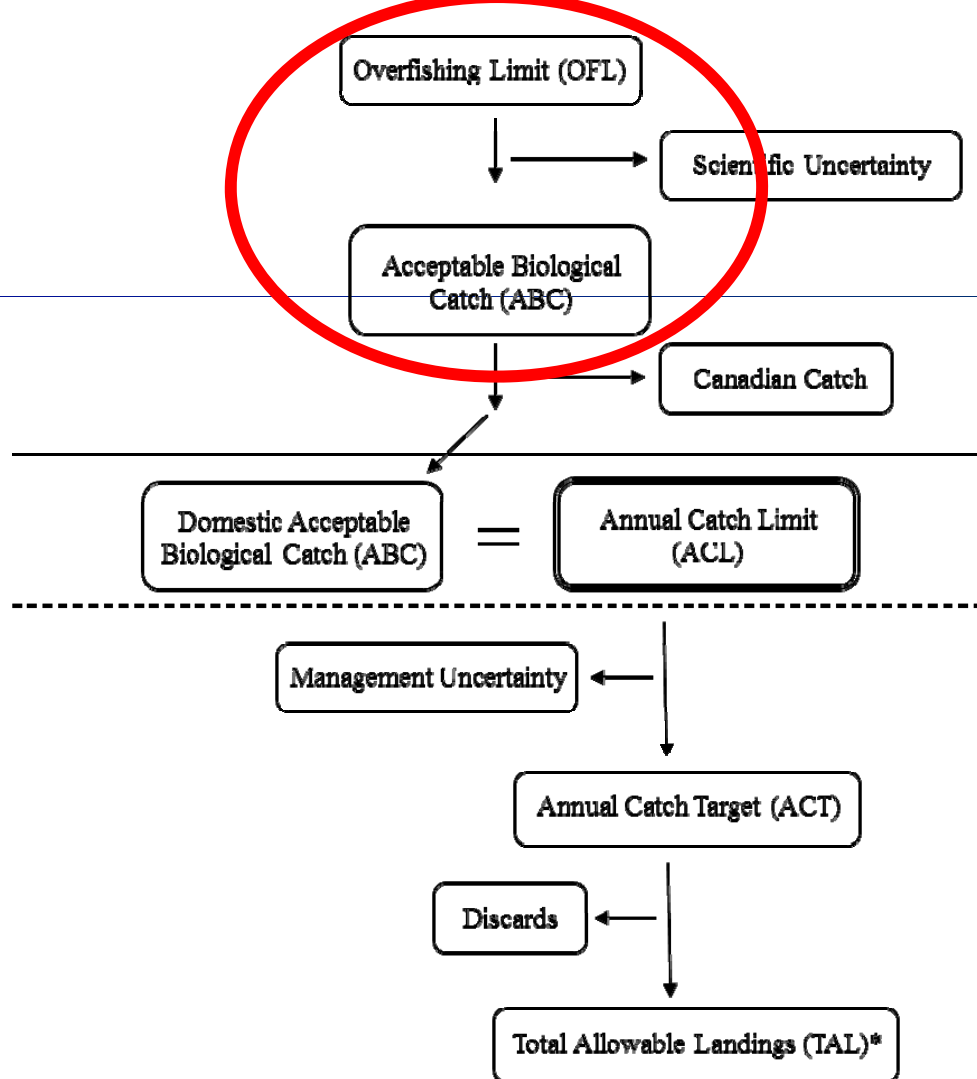 Overfishing Limit (OFL)
Scientific Uncertainty
Acceptable Biological
Catch (ABC)
Canadian Catch
Domestic Acceptable
Biological Catch (ABC)
=
Annual Catch Limit
(ACL)
Management Uncertainty
Annual Catch Target (ACT)
Discards
Total Allowable Landings (TAL)*